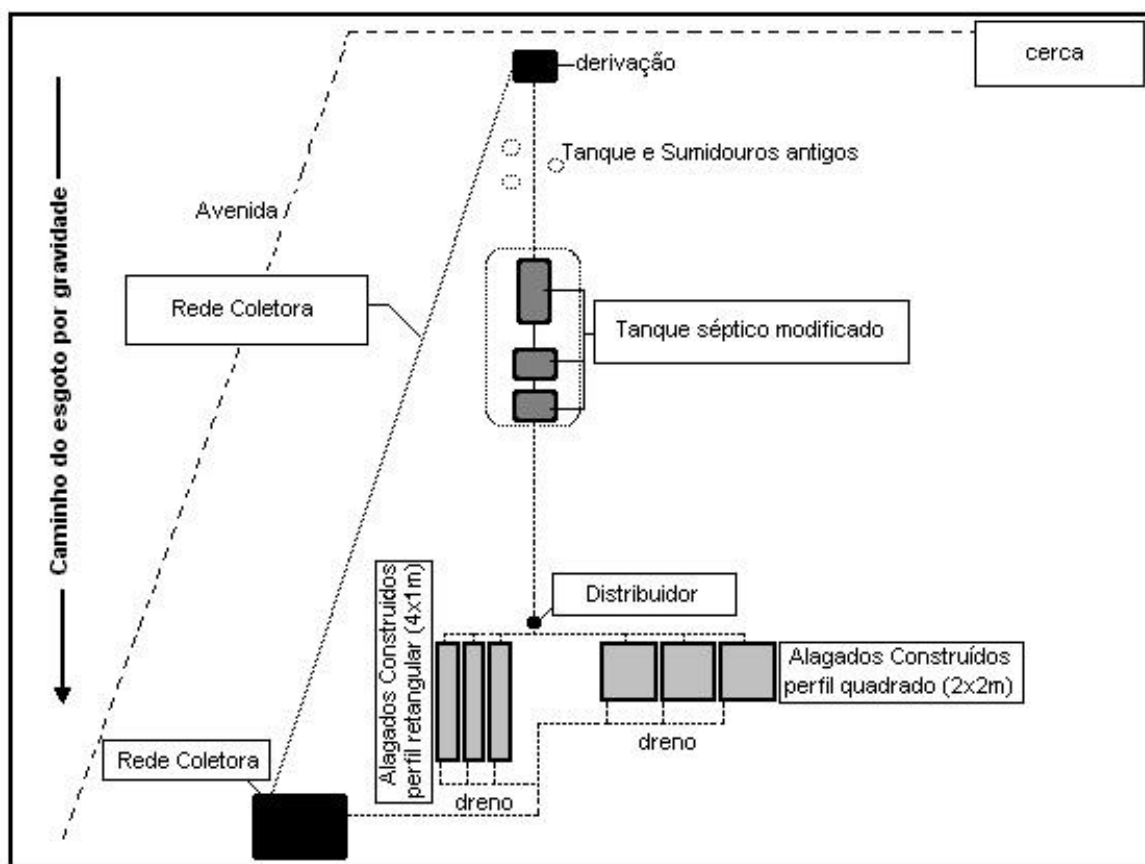 cerca
derivação
Tanque e Sumidouros antigos
Avenida
Caminho do esgoto por gravidade
Rede Coletora
Tanque séptico modificado
Distribuidor
Alagados Construidos
perfil retangular (4x1m)
Alagados Construídos
perfil quadrado (2x2m)
dreno
Rede Coletora
dreno